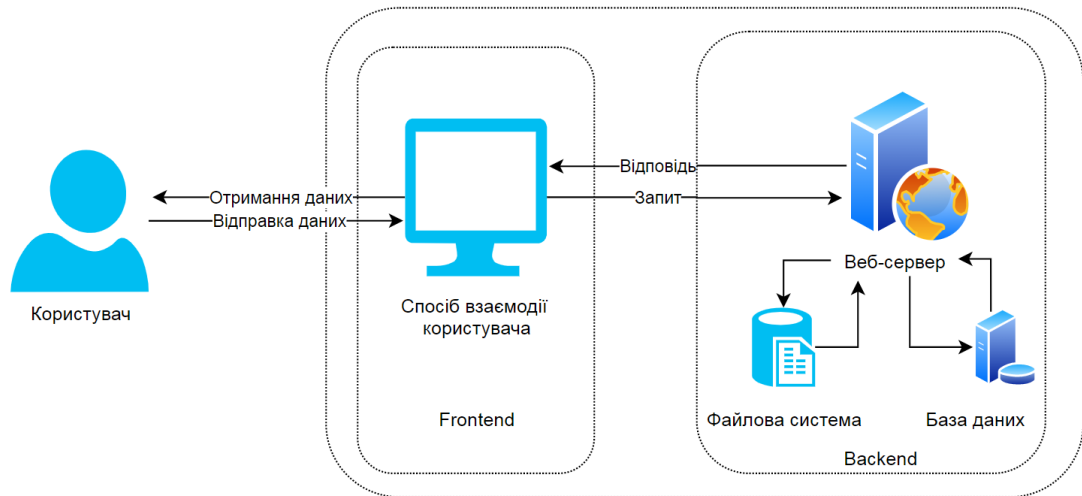 Відповідь
Отримання даних
Запит
Відправка даних
Веб-сервер
Користувач
Спосіб взаємодії
користувача
Frontend
Файлова система
База даних
Backend